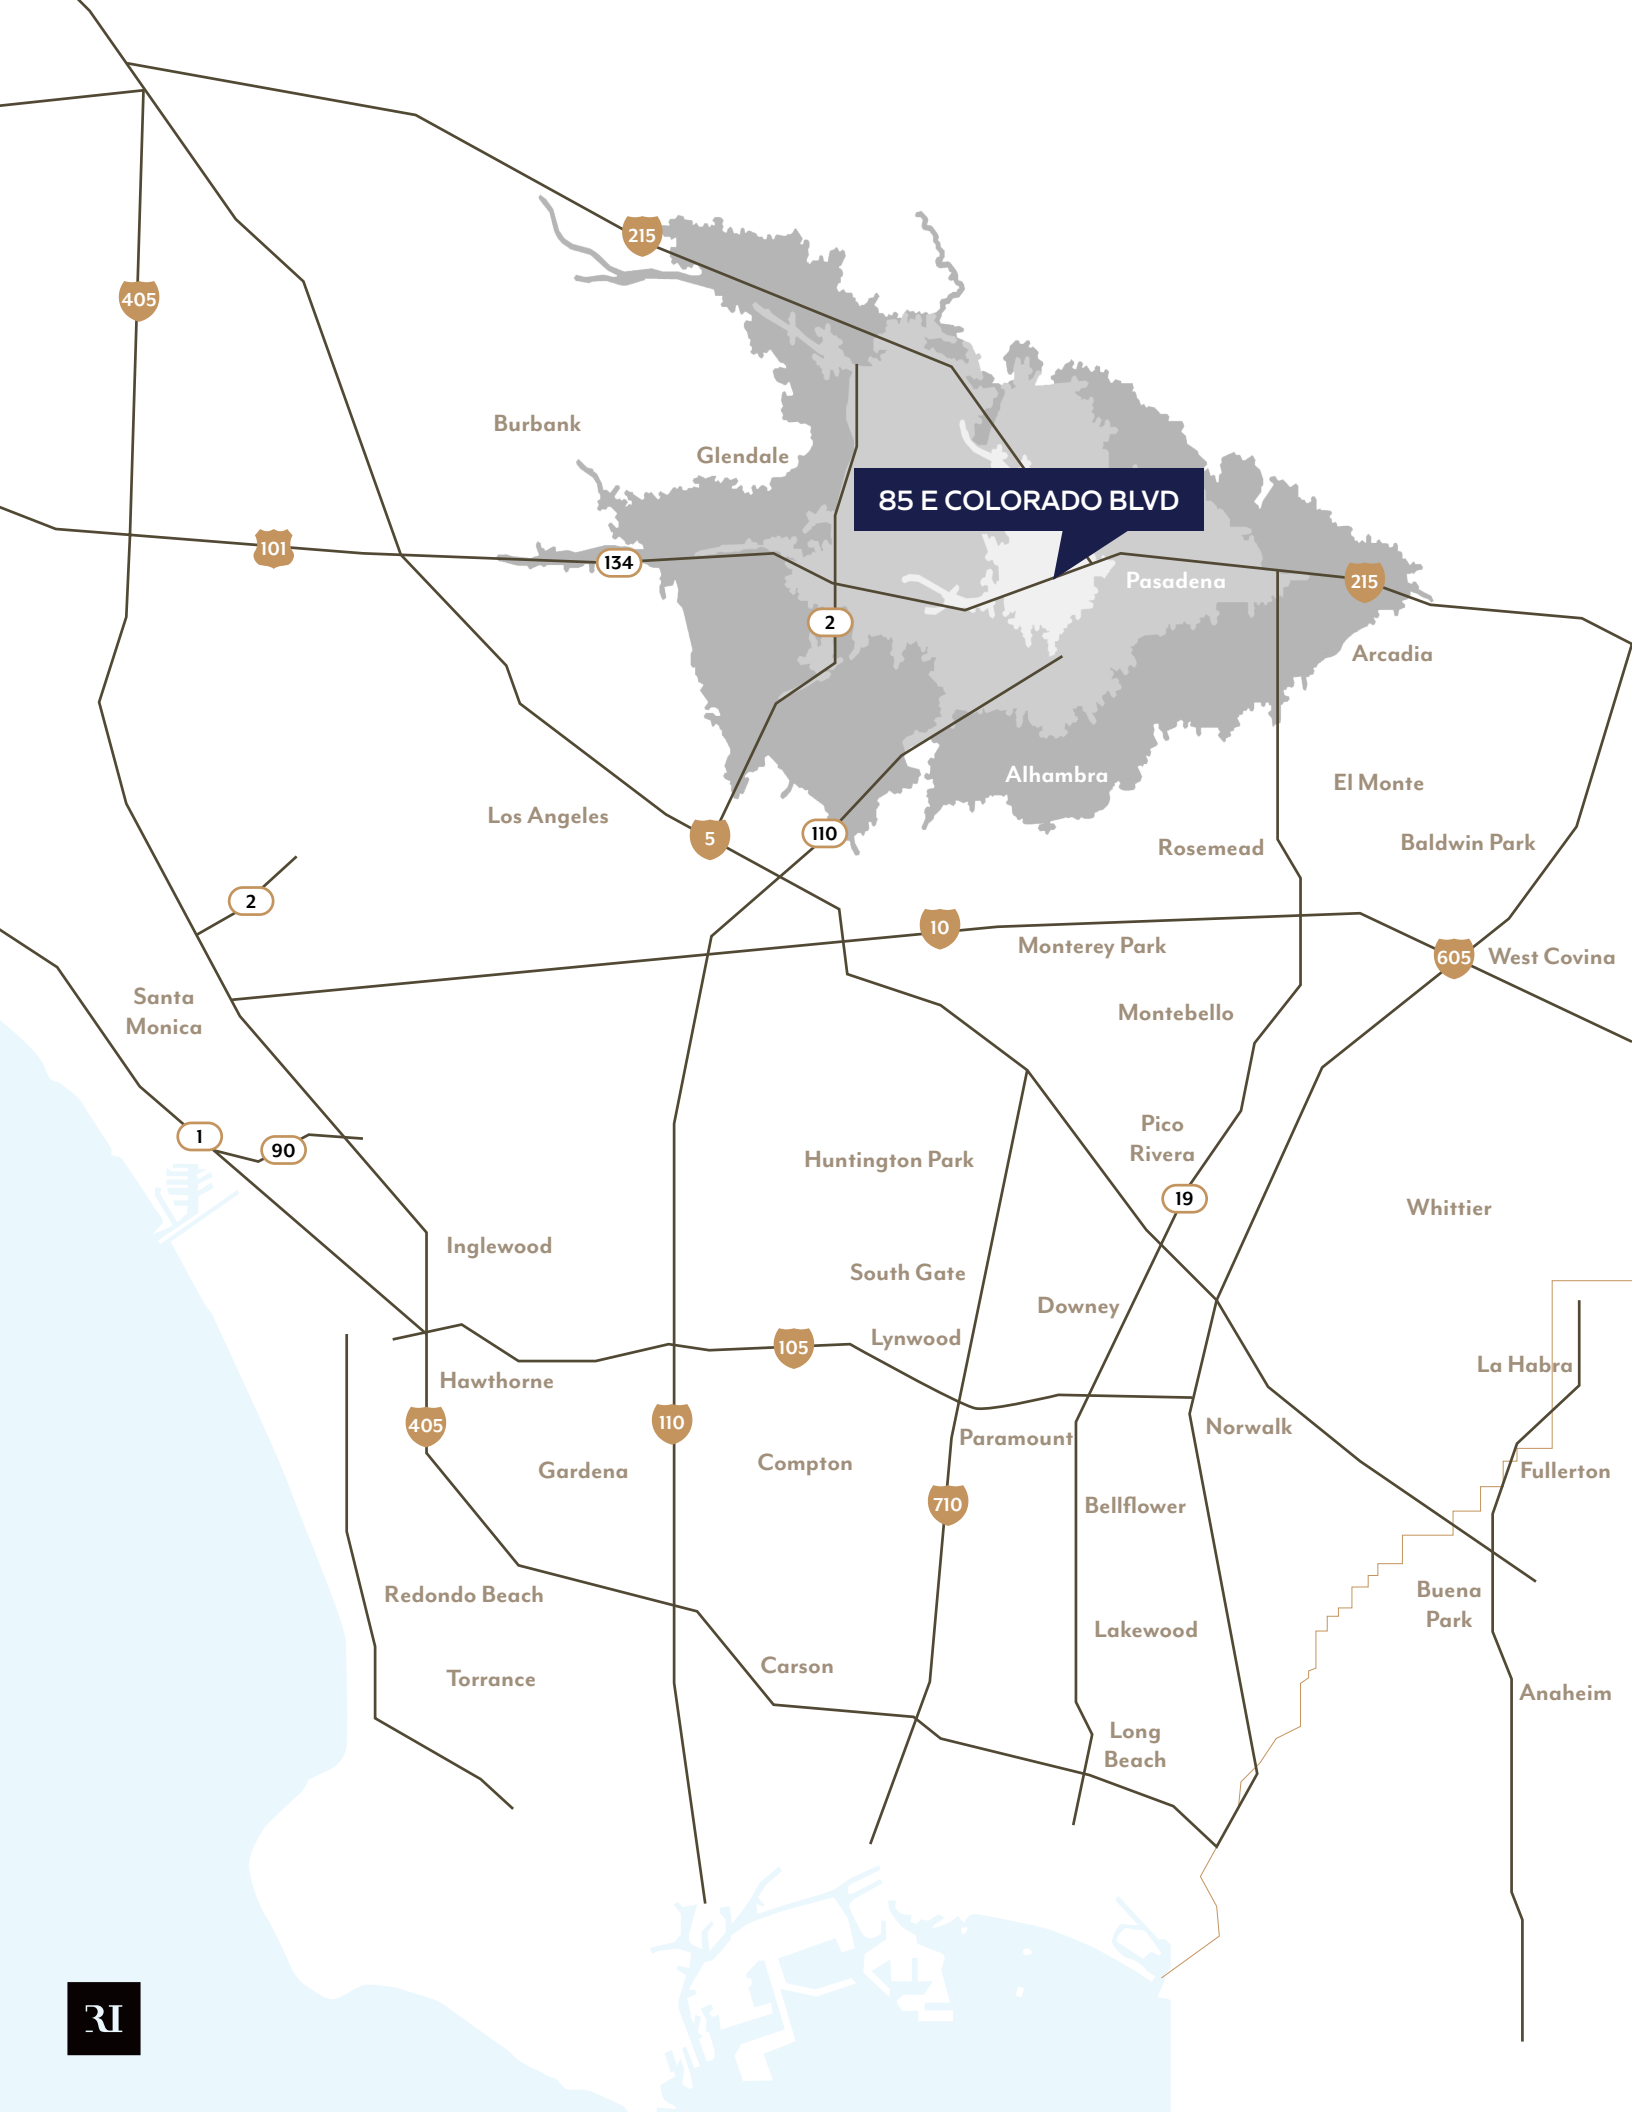 215
405
Burbank
Glendale
85 E COLORADO BLVD
101
134
Pasadena
215
2
Arcadia
Alhambra
El Monte
Los Angeles
5
110
Rosemead
Baldwin Park
2
10
Monterey Park
605
West Covina
Santa
Monica
Montebello
1
90
Pico
Rivera
Huntington Park
19
Whittier
Inglewood
South Gate
Downey
Lynwood
105
La Habra
Hawthorne
405
110
Paramount
Norwalk
Gardena
Compton
Fullerton
710
Bellflower
Redondo Beach
Buena
Park
Lakewood
Carson
Torrance
Anaheim
Long
Beach